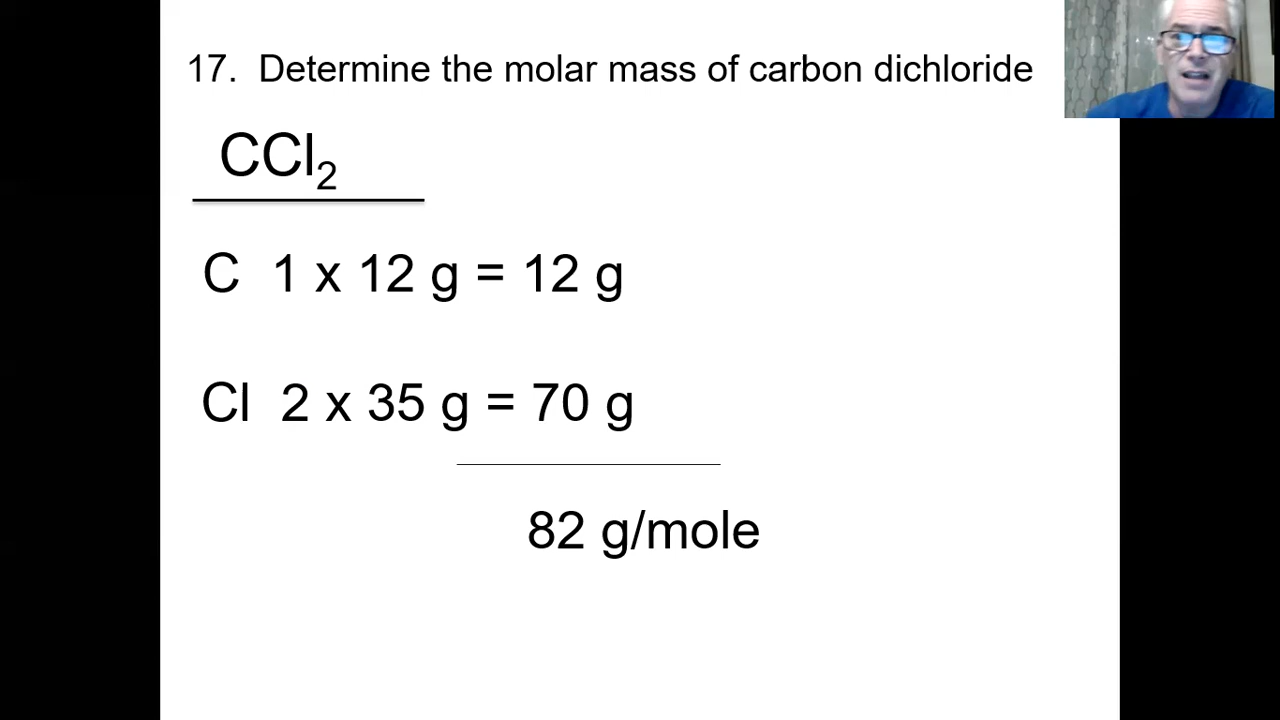 17. Determine the molar mass of carbon dichloride
CCl₂
C 1 x 12 g = 12 g
Cl 2 x 35 g = 70 g
82 g/mole